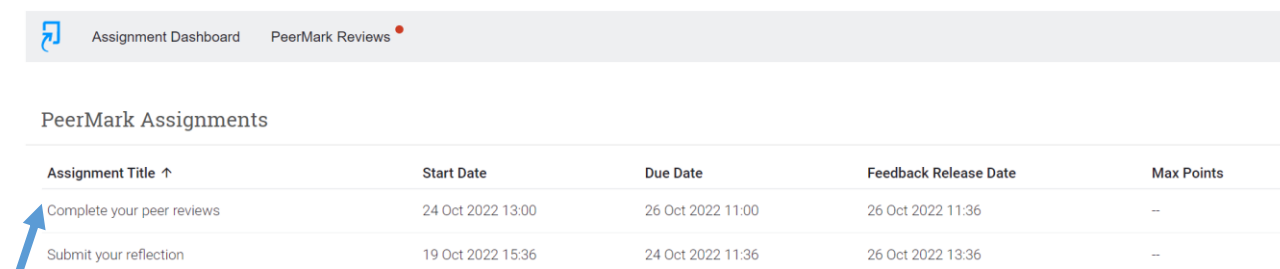 Assignment Dashboard PeerMark Reviews
PeerMark Assignments
Assignment Title ↑ Start Date Due Date Feedback Release Date Max Points
Complete your peer reviews 24 Oct 2022 13:00 26 Oct 2022 11:00 26 Oct 2022 11:36 --
Submit your reflection 19 Oct 2022 15:36 24 Oct 2022 11:36 26 Oct 2022 13:36 --